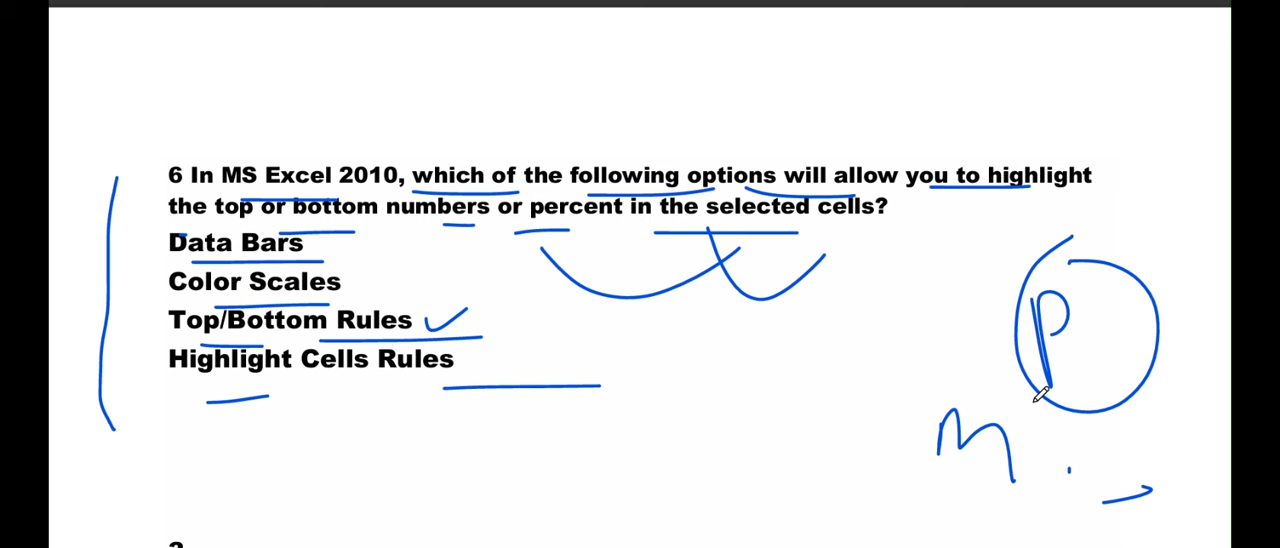 6 In MS Excel 2010, which of the following options will allow you to highlight
the top or bottom numbers or percent in the selected cells?
Data Bars
Color Scales
Top/Bottom Rules
Highlight Cells Rules
P
M